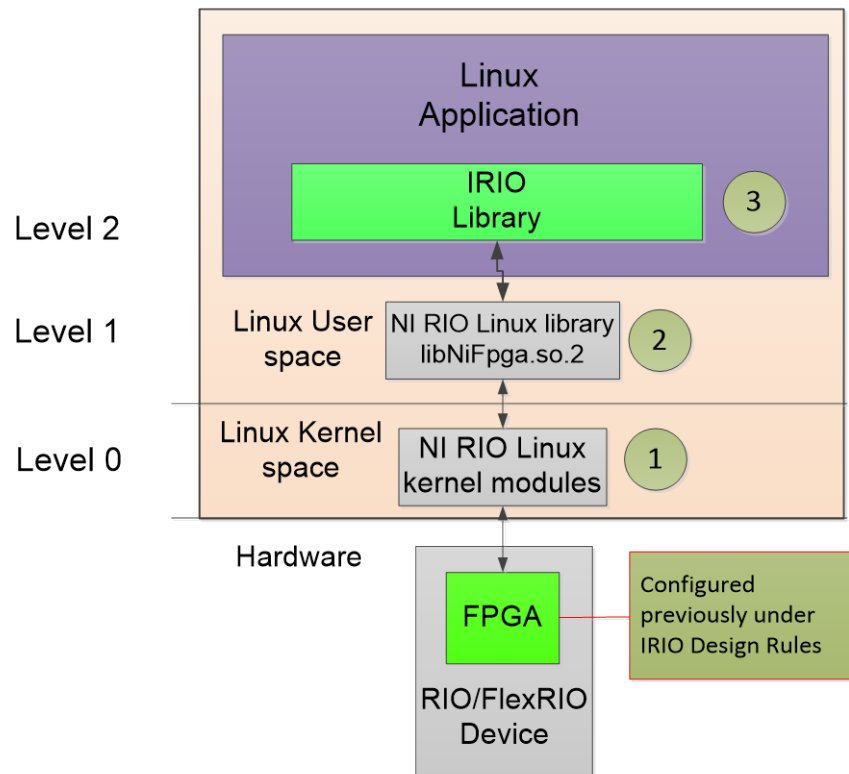 Linux
Application
IRIO
Library
3
Level 2
Level 1
Linux User
space
NI RIO Linux library
libNiFpga.so.2
2
Level 0
Linux Kernel
space
NI RIO Linux
kernel modules
1
Hardware
FPGA
RIO/FlexRIO
Device
Configured
previously under
IRIO Design Rules